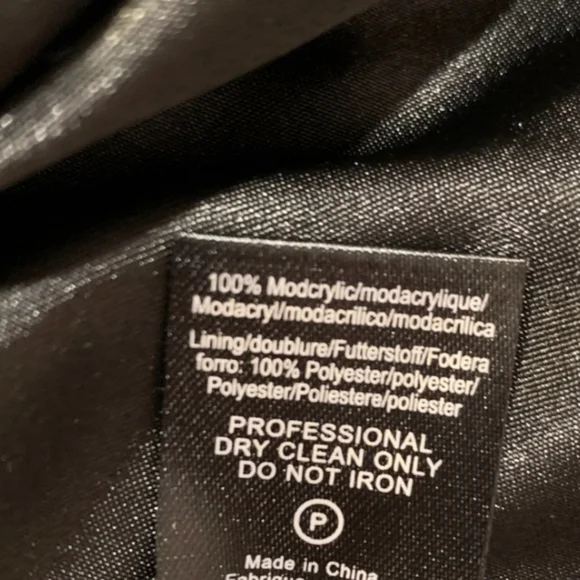 100% Modcrylic/modacrylique/
Modacryl/modacrilico/modacrilica
Lining/doublure/Futterstoff/Fodera
forro: 100% Polyester/polyester/
Polyester/Poliestere/poliester
PROFESSIONAL
DRY CLEAN ONLY
DO NOT IRON
P
Made in China